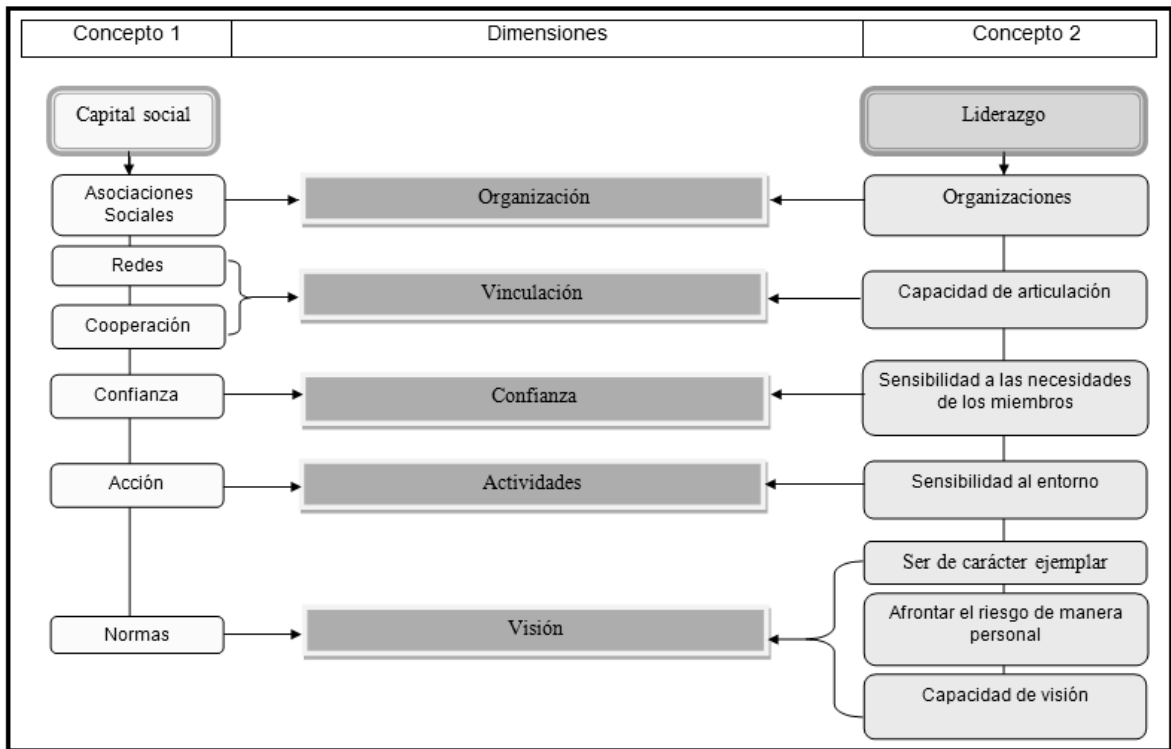 Concepto 1
Dimensiones
Concepto 2
Capital social
Liderazgo
Asociaciones
Sociales
Organización
Organizaciones
Redes
Vinculación
Capacidad de articulación
Cooperación
Confianza
Confianza
Sensibilidad a las necesidades
de los miembros
Acción
Actividades
Sensibilidad al entorno
Ser de carácter ejemplar
Normas
Visión
Afrontar el riesgo de manera
personal
Capacidad de visión